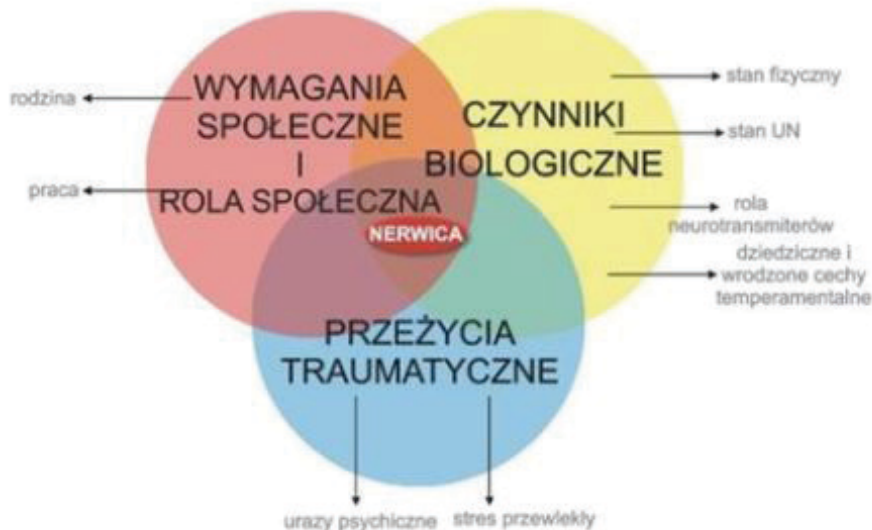 WYMAGANIA
SPOŁECZNE
I
ROLA SPOŁECZNA
rodzina
praca
CZYNNIKI
BIOLOGICZNE
stan fizyczny
stan UN
rola
neurotransmiterów
dziedziczne i
wrodzone cechy
temperamentalne
NERWICA
PRZEŻYCIA
TRAUMATYCZNE
urazy psychiczne
stres przewlekły